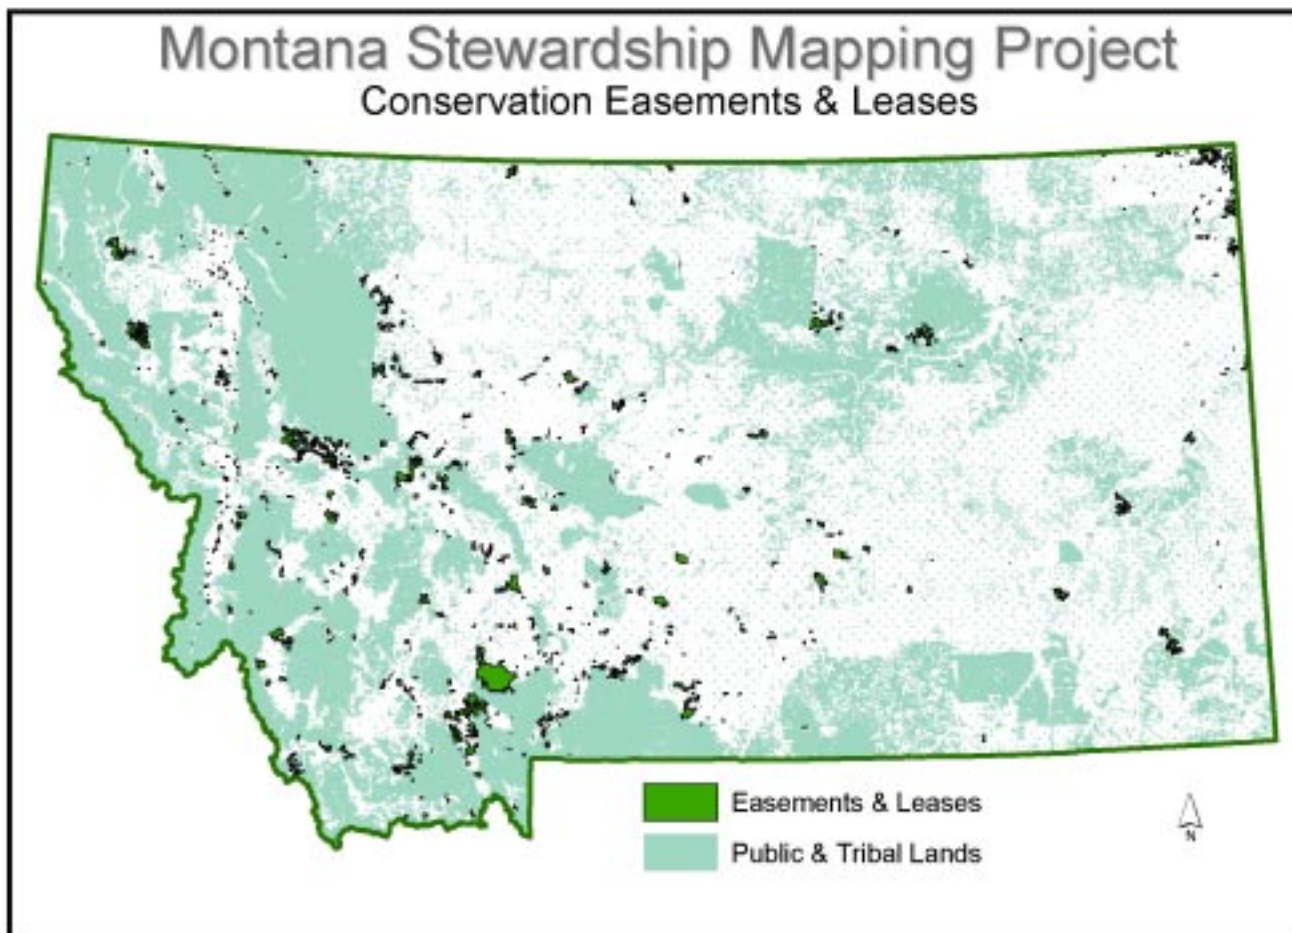 Montana Stewardship Mapping Project
Conservation Easements & Leases
Easements & Leases
Public & Tribal Lands
N